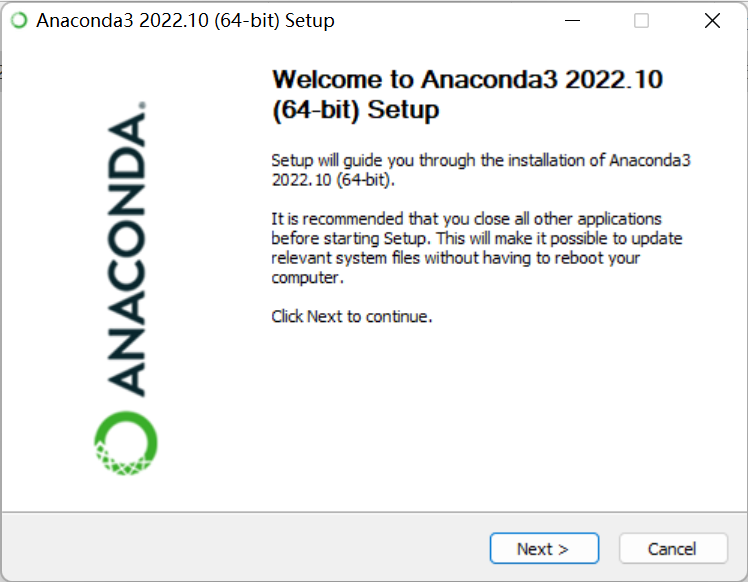 Anaconda3 2022.10 (64-bit) Setup
Welcome to Anaconda3 2022.10
(64-bit) Setup
ANACONDA.
Setup will guide you through the installation of Anaconda3
2022.10 (64-bit).
It is recommended that you close all other applications
before starting Setup. This will make it possible to update
relevant system files without having to reboot your
computer.
Click Next to continue.
Next >
Cancel